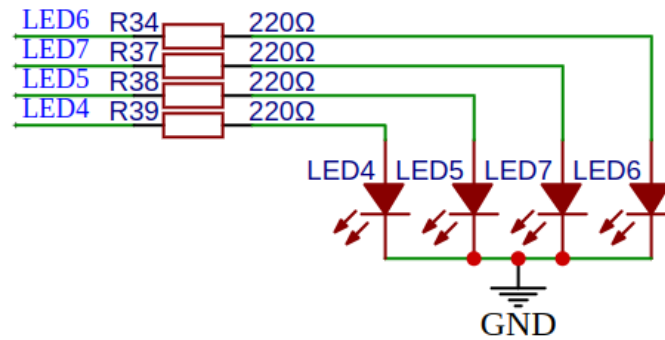 LED6 R34 220Ω
LED7 R37 220Ω
LED5 R38 220Ω
LED4 R39 220Ω
LED4 LED5 LED7 LED6
GND